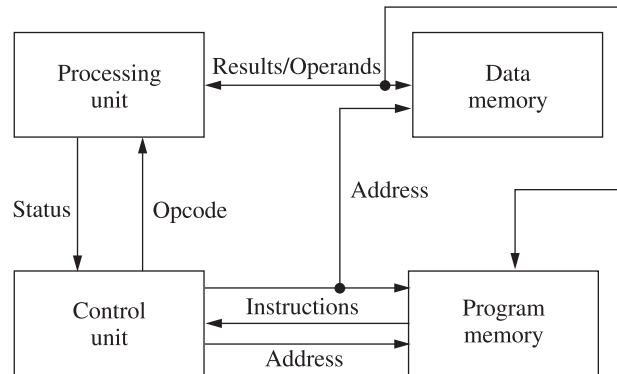 Processing
unit
Results/Operands
Data
memory
Status
Opcode
Address
Control
unit
Instructions
Address
Program
memory